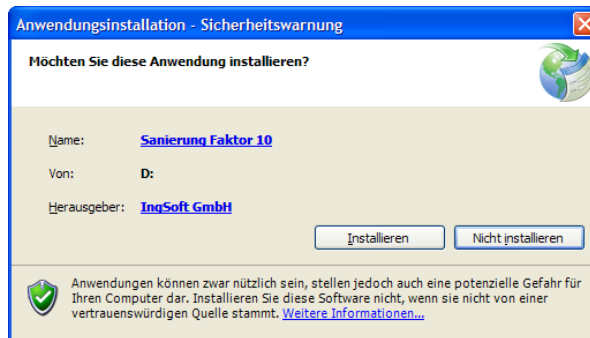 Anwendungsinstallation - Sicherheitswarnung
Möchten Sie diese Anwendung installieren?
Name: Sanierung Faktor 10
Von: D:
Herausgeber: IngSoft GmbH
Installieren Nicht installieren
Anwendungen können zwar nützlich sein, stellen jedoch auch eine potenzielle Gefahr für
Ihren Computer dar. Installieren Sie diese Software nicht, wenn sie nicht von einer
vertrauenswürdigen Quelle stammt. Weitere Informationen...